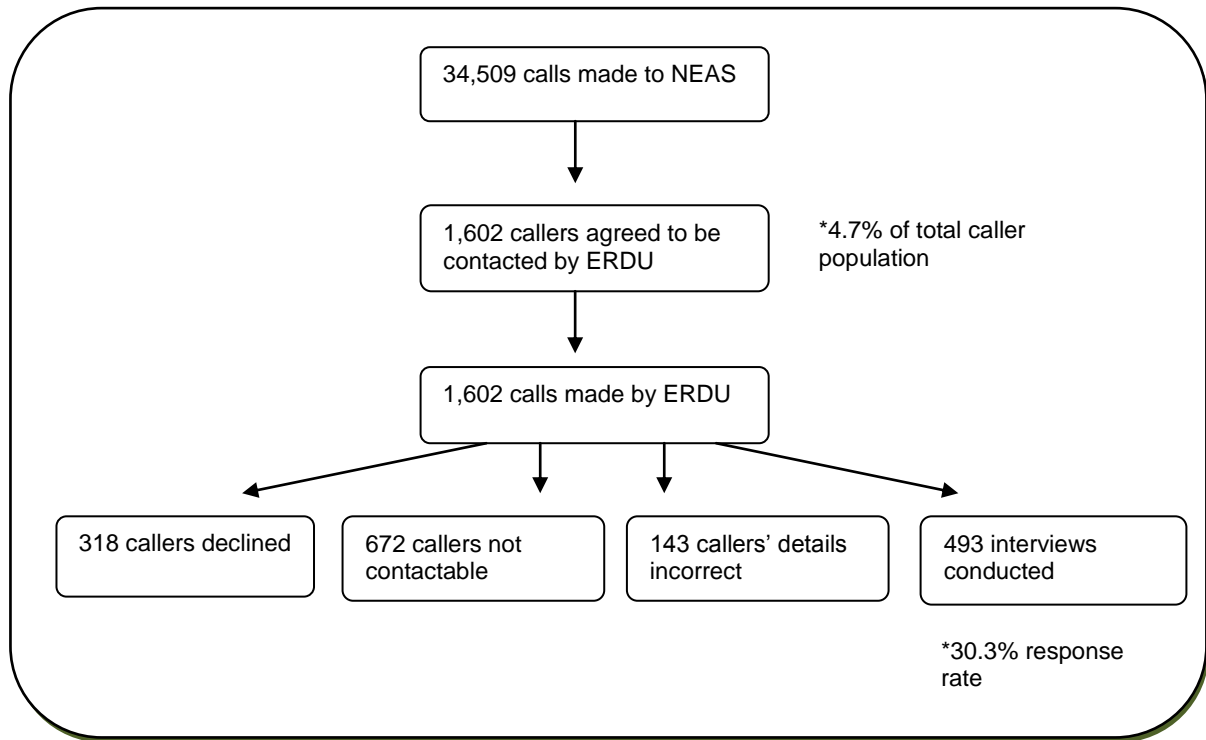 34,509 calls made to NEAS
1,602 callers agreed to be
contacted by ERDU
*4.7% of total caller
population
1,602 calls made by ERDU
318 callers declined
672 callers not
contactable
143 callers’ details
incorrect
493 interviews
conducted
*30.3% response
rate